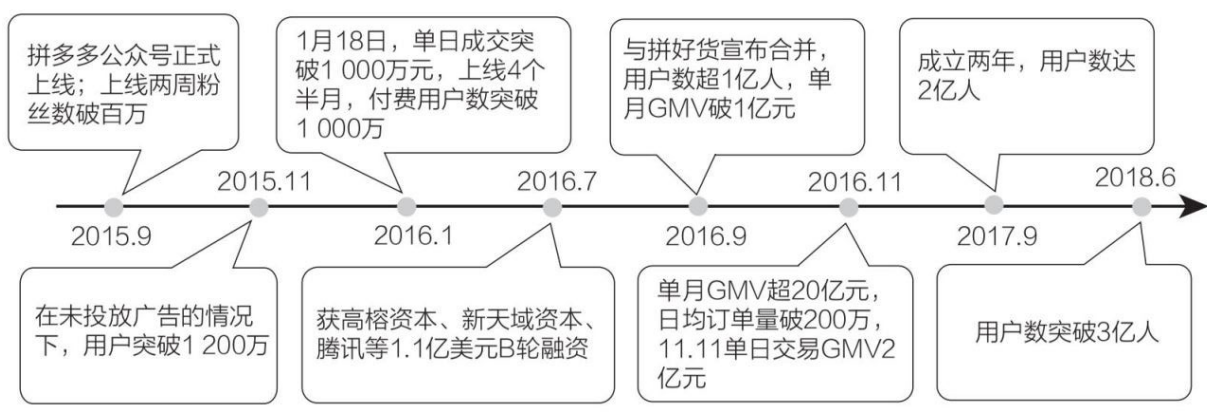 拼多多公众号正式
上线；上线两周粉
丝数破百万
1月18日，单日成交突
破1 000万元，上线4个
半月，付费用户数突破
1 000万
与拼好货宣布合并，
用户数超1亿人，单
月GMV破1亿元
成立两年，用户数达
2亿人
2015.11
2016.7
2016.11
2018.6
2015.9
2016.1
2016.9
2017.9
在未投放广告的情况
下，用户突破1 200万
获高榕资本、新天域资本、
腾讯等1.1亿美元B轮融资
单月GMV超20亿元，
日均订单量破200万，
11.11单日交易GMV2
亿元
用户数突破3亿人